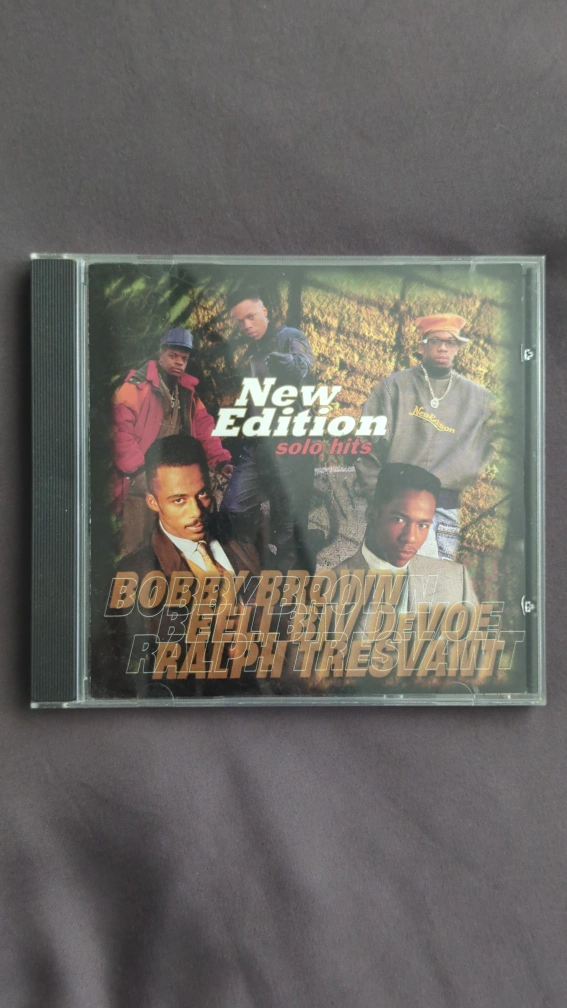 New
Edition
solo hits
BOBBY BROWN
BELL BIV DeVOE
RALPH TRESVANT